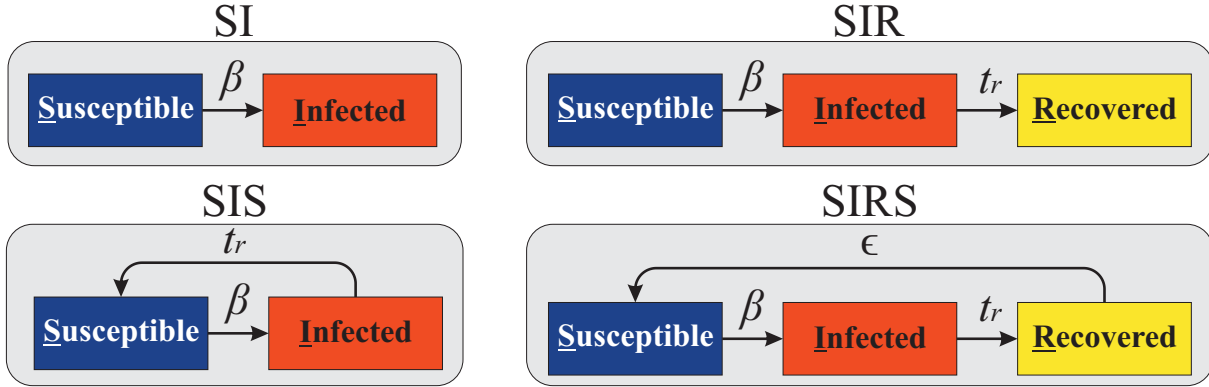 SI
β
Susceptible
Infected
SIR
β
tr
Susceptible
Infected
Recovered
SIS
tr
β
Susceptible
Infected
SIRS
ϵ
β
tr
Susceptible
Infected
Recovered